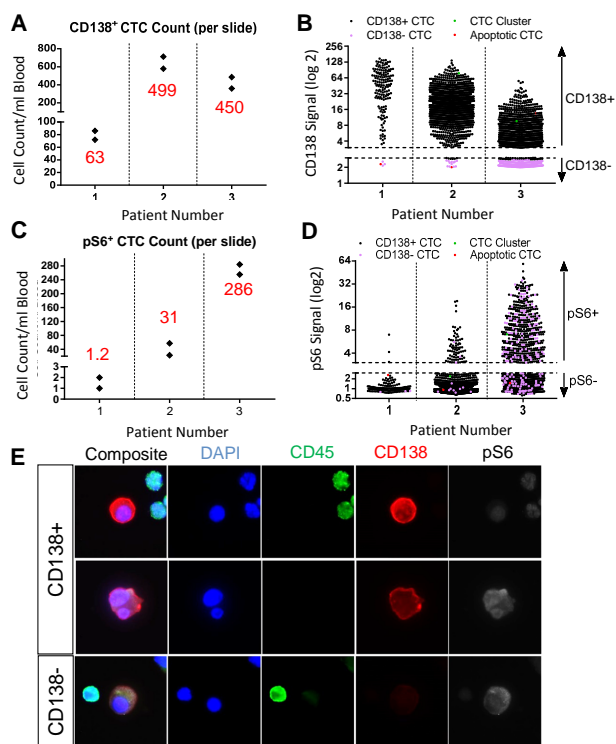 A
CD138+ CTC Count (per slide)
Cell Count/ml Blood
800
600
400
200
100
50
0
63
499
450
1 2 3
Patient Number
B
CD138+ CTC CTC Cluster
CD138- CTC Apoptotic CTC
CD138 Signal (log 2)
256
128
64
32
16
8
4
2
1
CD138+
CD138-
1 2 3
Patient Number
C
pS6+ CTC Count (per slide)
Cell Count/ml Blood
280
240
200
160
120
80
40
3
2
1
0
1.2
31
286
1 2 3
Patient Number
D
CD138+ CTC CTC Cluster
CD138- CTC Apoptotic CTC
pS6 Signal (log2)
64
32
16
8
4
2
1
0.5
pS6+
pS6-
1 2 3
Patient Number
E
Composite DAPI CD45 CD138 pS6
CD138+
CD138-